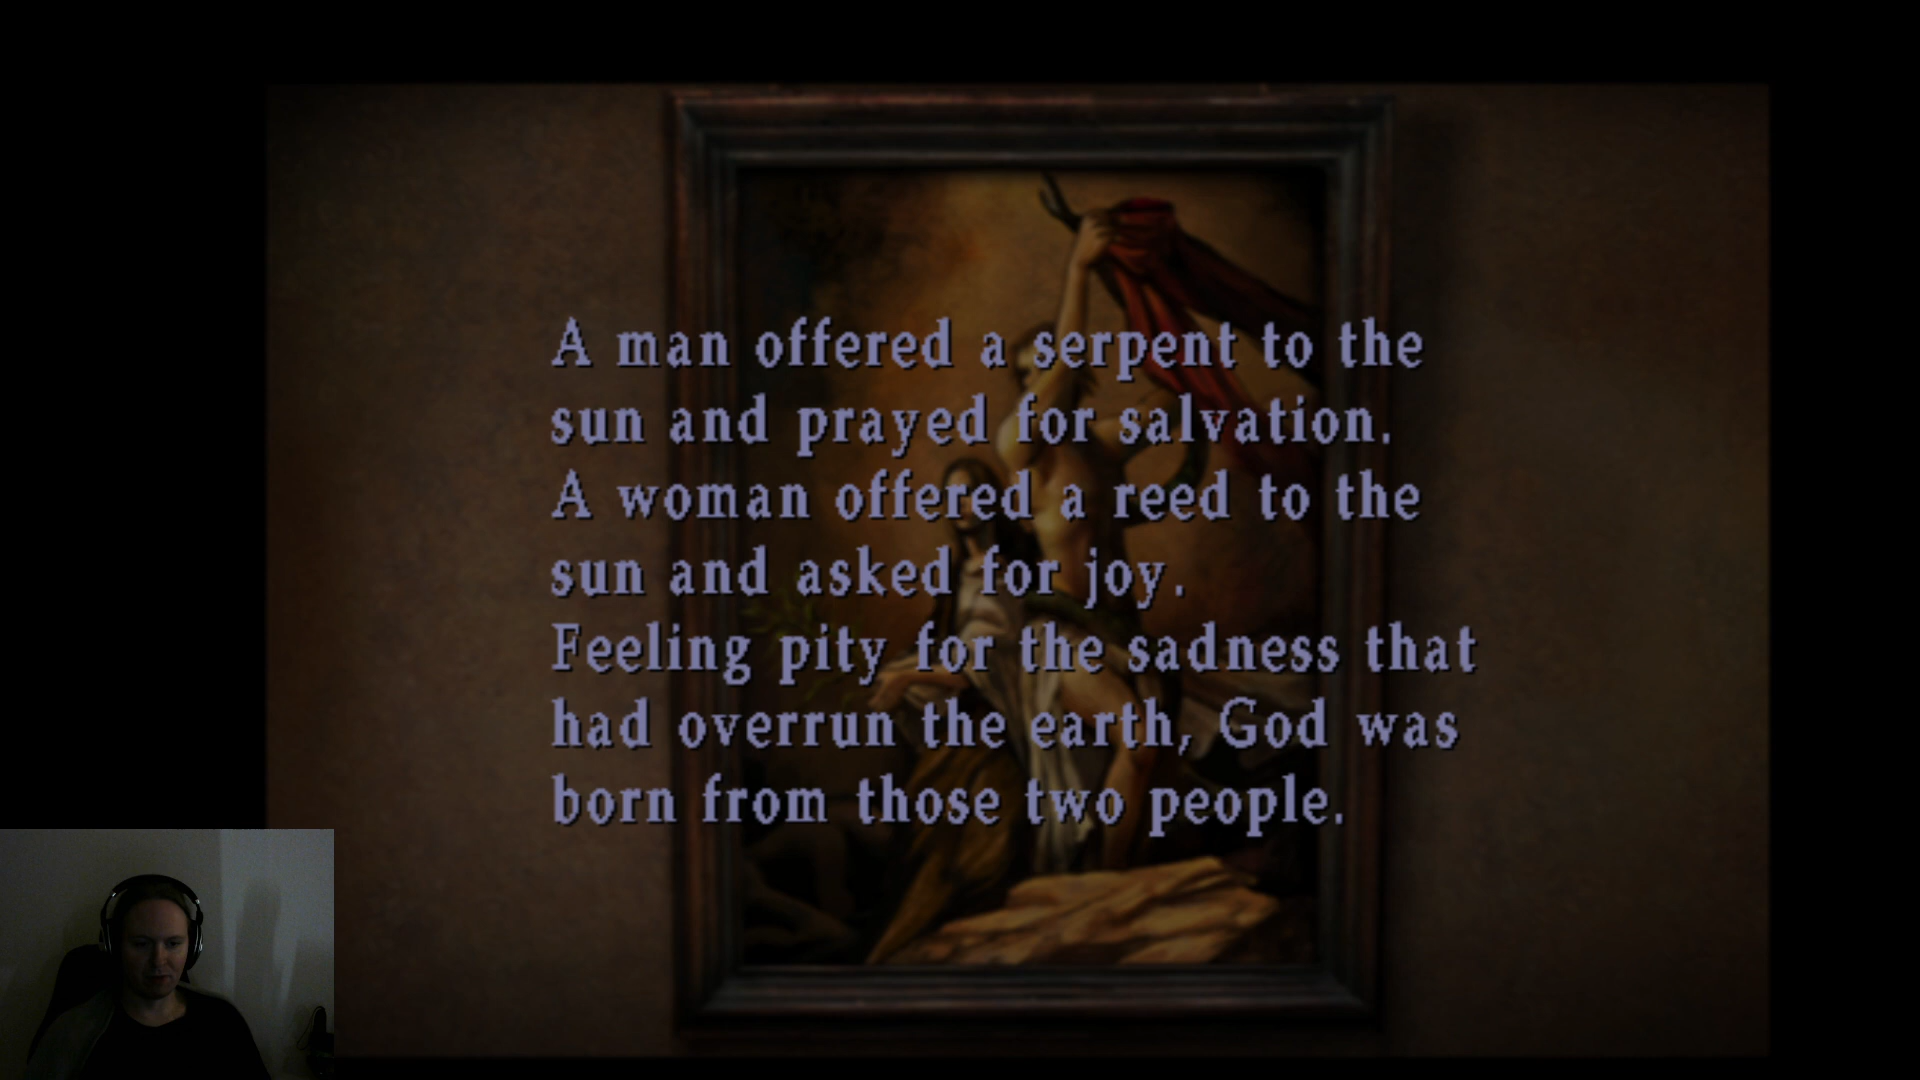 A man offered a serpent to the
sun and prayed for salvation.
A woman offered a reed to the
sun and asked for joy.
Feeling pity for the sadness that
had overrun the earth, God was
born from those two people.